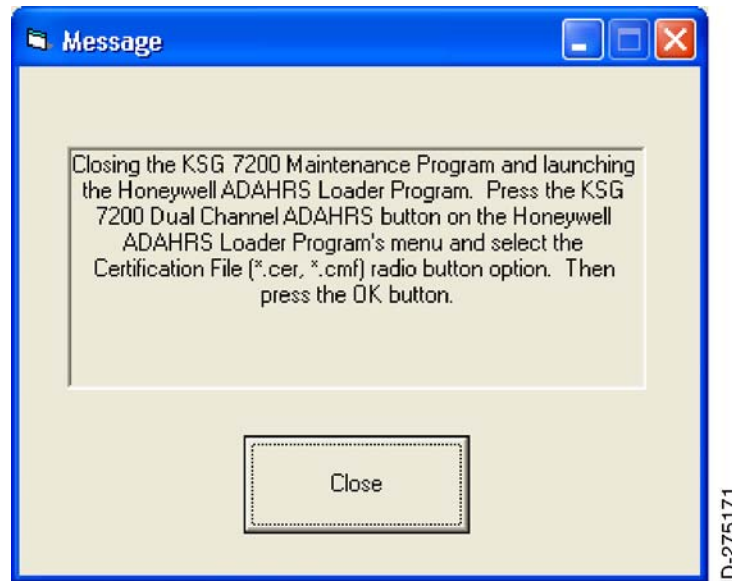 Message
Closing the KSG 7200 Maintenance Program and launching
the Honeywell ADAHRS Loader Program.  Press the KSG
7200 Dual Channel ADAHRS button on the Honeywell
ADAHRS Loader Program's menu and select the
Certification File (*.cer, *.cmf) radio button option.  Then
press the OK button.
Close
D-275171